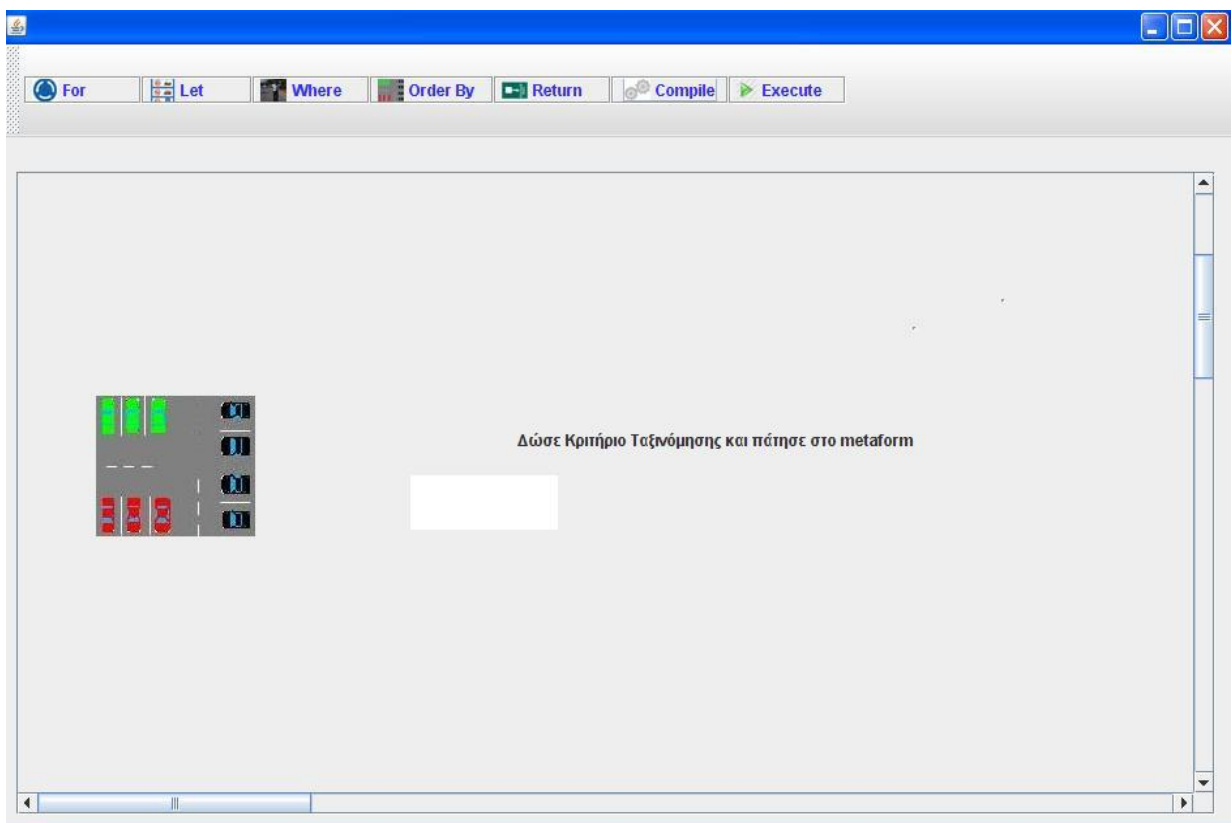 For Let Where Order By Return Compile Execute
Δώσε Κριτήριο Ταξινόμησης και πάτησε στο metaform